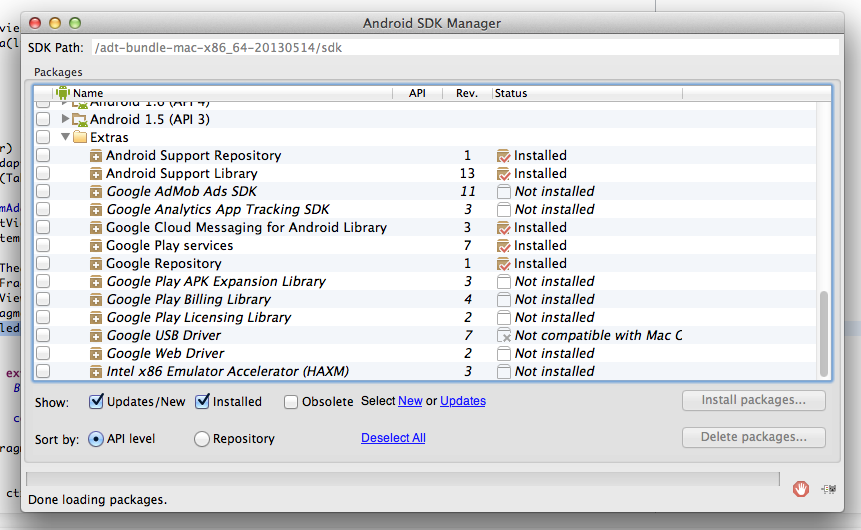 Android SDK Manager
SDK Path: /adt-bundle-mac-x86_64-20130514/sdk
Packages
Name API Rev. Status
Android 1.6 (API 4)
Android 1.5 (API 3)
Extras
Android Support Repository 1 Installed
Android Support Library 13 Installed
Google AdMob Ads SDK 11 Not installed
Google Analytics App Tracking SDK 3 Not installed
Google Cloud Messaging for Android Library 3 Installed
Google Play services 7 Installed
Google Repository 1 Installed
Google Play APK Expansion Library 3 Not installed
Google Play Billing Library 4 Not installed
Google Play Licensing Library 2 Not installed
Google USB Driver 7 Not compatible with Mac O
Google Web Driver 2 Not installed
Intel x86 Emulator Accelerator (HAXM) 3 Not installed
Show: Updates/New Installed Obsolete Select New or Updates Install packages...
Sort by: API level Repository Deselect All Delete packages...
Done loading packages.